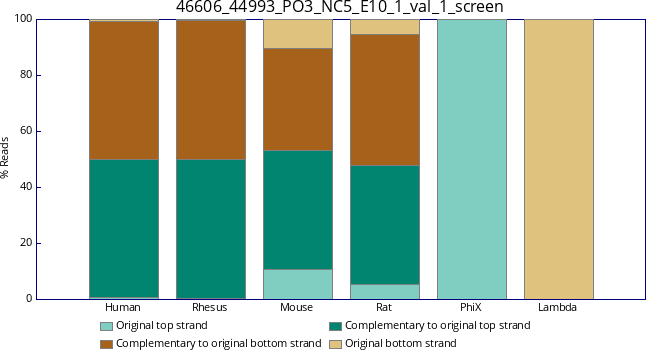 46606_44993_PO3_NC5_E10_1_val_1_screen
100
80
60
40
20
0
% Reads
Human Rhesus Mouse Rat PhiX Lambda
Original top strand Complementary to original top strand
Complementary to original bottom strand Original bottom strand